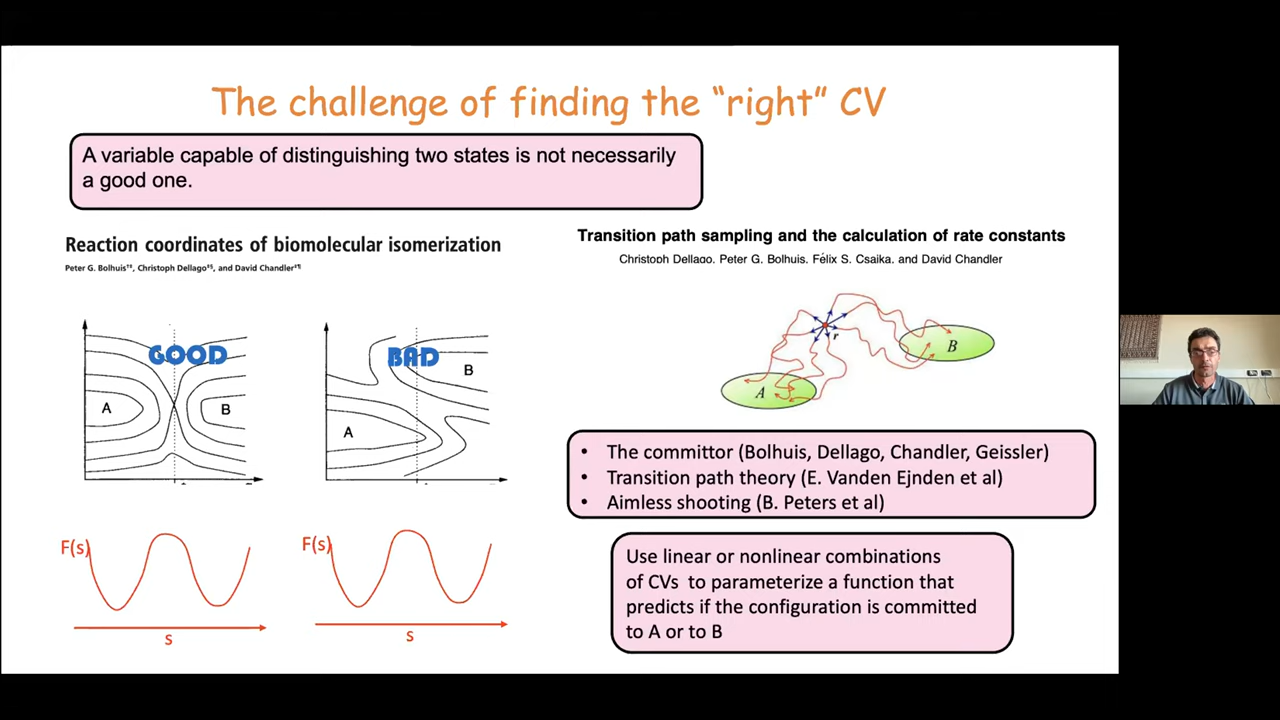 The challenge of finding the “right” CV
A variable capable of distinguishing two states is not necessarily
a good one.
Reaction coordinates of biomolecular isomerization
Peter G. Bolhuis†‡, Christoph Dellago†§, and David Chandler†¶
GOOD
A
B
BAD
A
B
F(s)
s
F(s)
s
Transition path sampling and the calculation of rate constants
Christoph Dellago, Peter G. Bolhuis, Félix S. Csajka, and David Chandler
r
A
B
• The committor (Bolhuis, Dellago, Chandler, Geissler)
• Transition path theory (E. Vanden Ejnden et al)
• Aimless shooting (B. Peters et al)
Use linear or nonlinear combinations
of CVs to parameterize a function that
predicts if the configuration is committed
to A or to B